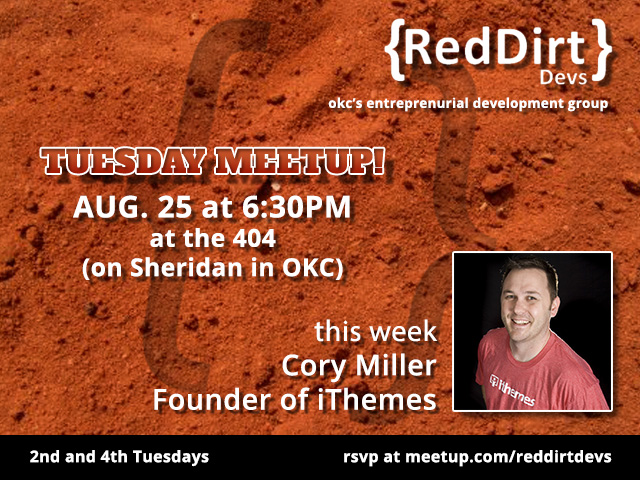 {RedDirt}
Devs
okc's entreprenurial development group
TUESDAY MEETUP!
AUG. 25 at 6:30PM
at the 404
(on Sheridan in OKC)
this week
Cory Miller
Founder of iThemes
iThemes
2nd and 4th Tuesdays
rsvp at meetup.com/reddirtdevs